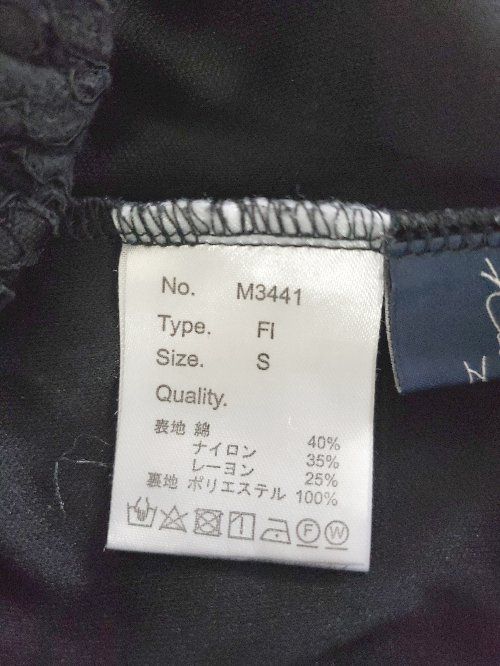 No. M3441
Type. FI
Size. S
Quality.
表地 綿 40%
ナイロン 35%
レーヨン 25%
裏地 ポリエステル 100%
F W